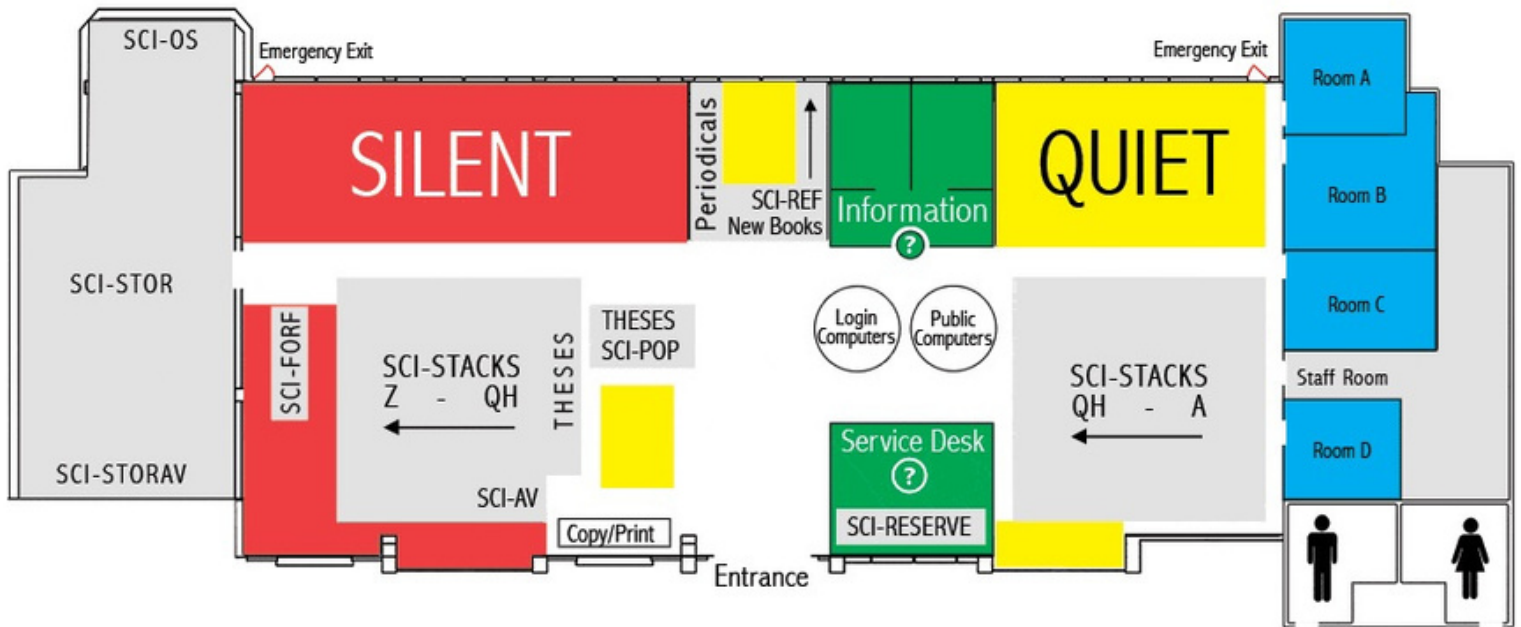 SCI-OS
Emergency Exit
Emergency Exit
Room A
SILENT
Periodicals
SCI-REF
New Books
Information
?
QUIET
Room B
SCI-STOR
SCI-FORF
SCI-STACKS
Z - QH
THESES
THESES
SCI-POP
Login
Computers
Public
Computers
SCI-STACKS
QH - A
Room C
Staff Room
SCI-STORAV
SCI-AV
Copy/Print
Service Desk
?
SCI-RESERVE
Room D
Entrance